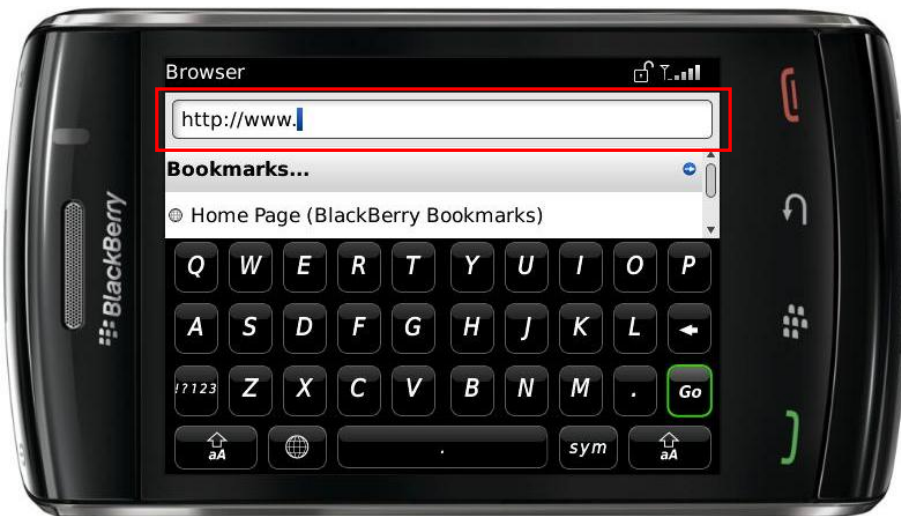 Browser
http://www.
Bookmarks...
Home Page (BlackBerry Bookmarks)
Q W E R T Y U I O P
A S D F G H J K L
!?123 Z X C V B N M . Go
aA . sym aA
BlackBerry